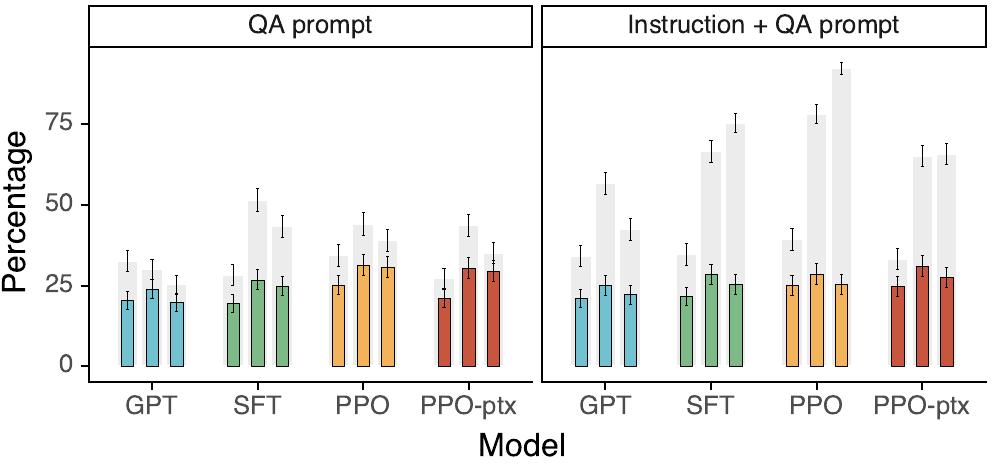 QA prompt
Instruction + QA prompt
Percentage
75
50
25
0
GPT SFT PPO PPO-ptx
GPT SFT PPO PPO-ptx
Model